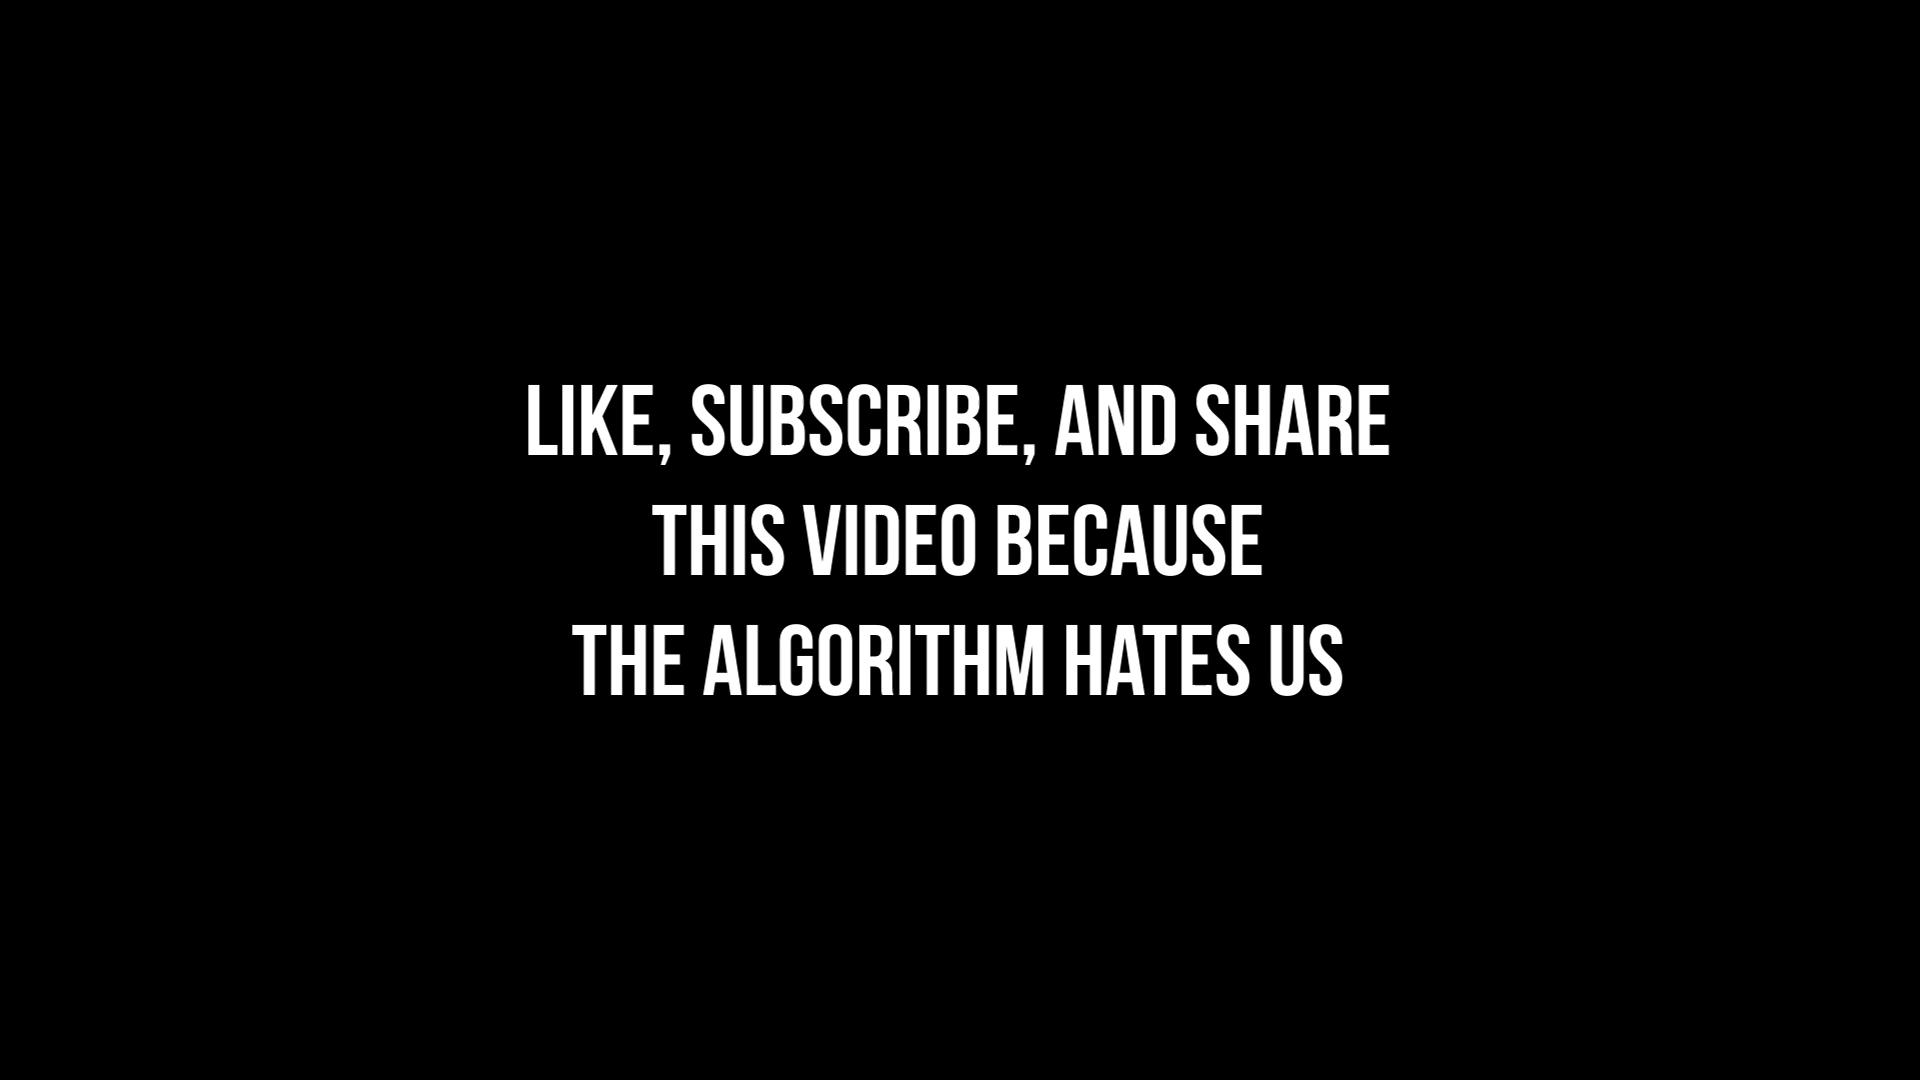 LIKE, SUBSCRIBE, AND SHARE
THIS VIDEO BECAUSE
THE ALGORITHM HATES US